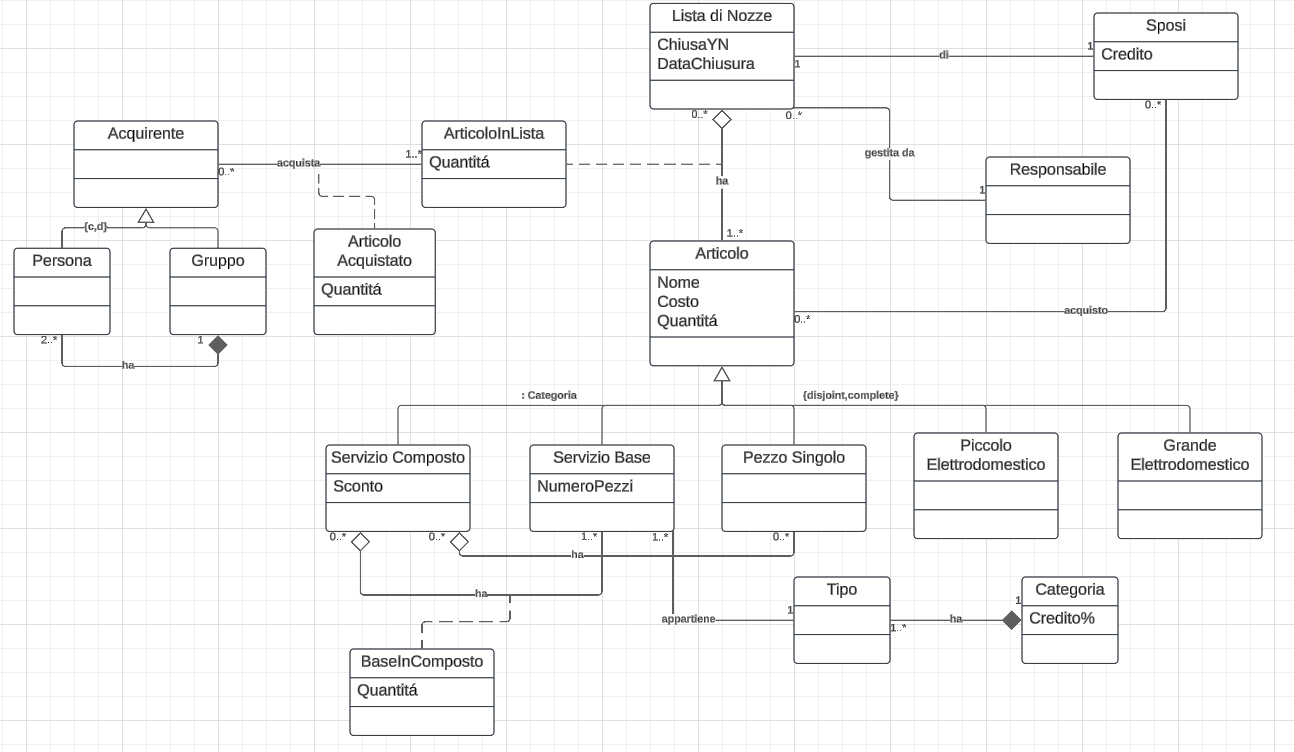 Lista di Nozze
ChiusaYN
DataChiusura
Sposi
Credito
1
di
1
0..*
0..*
0..*
gestita da
1
Responsabile
Acquirente
acquista
0..*
1..*
ArticoloInLista
Quantitá
ha
1..*
{c,d}
Persona
Gruppo
Articolo
Acquistato
Quantitá
Articolo
Nome
Costo
Quantitá
0..*
acquisto
2..*
1
ha
: Categoria
{disjoint,complete}
Servizio Composto
Sconto
Servizio Base
NumeroPezzi
Pezzo Singolo
Piccolo
Elettrodomestico
Grande
Elettrodomestico
0..*
0..*
1..*
1..*
0..*
ha
ha
appartiene
1
Tipo
1..*
ha
1
Categoria
Credito%
BaseInComposto
Quantitá